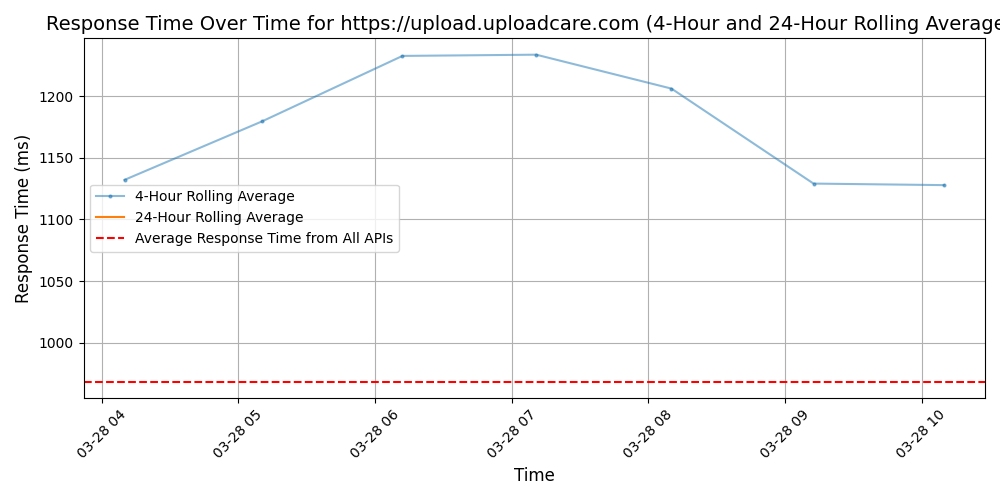 Response Time Over Time for https://upload.uploadcare.com (4-Hour and 24-Hour Rolling Average
Response Time (ms)
1200
1150
1100
1050
1000
4-Hour Rolling Average
24-Hour Rolling Average
Average Response Time from All APIs
03-28 04
03-28 05
03-28 06
03-28 07
03-28 08
03-28 09
03-28 10
Time